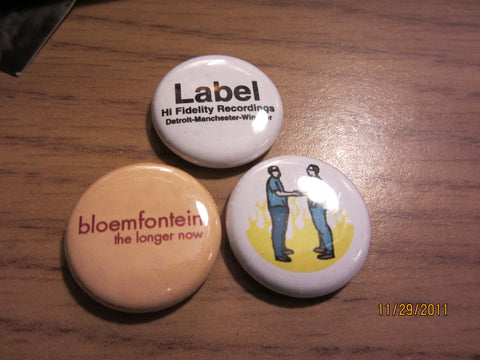 Label
Hi Fidelity Recordings
Detroit-Manchester-Windsor
bloemfontein
the longer now
11/29/2011